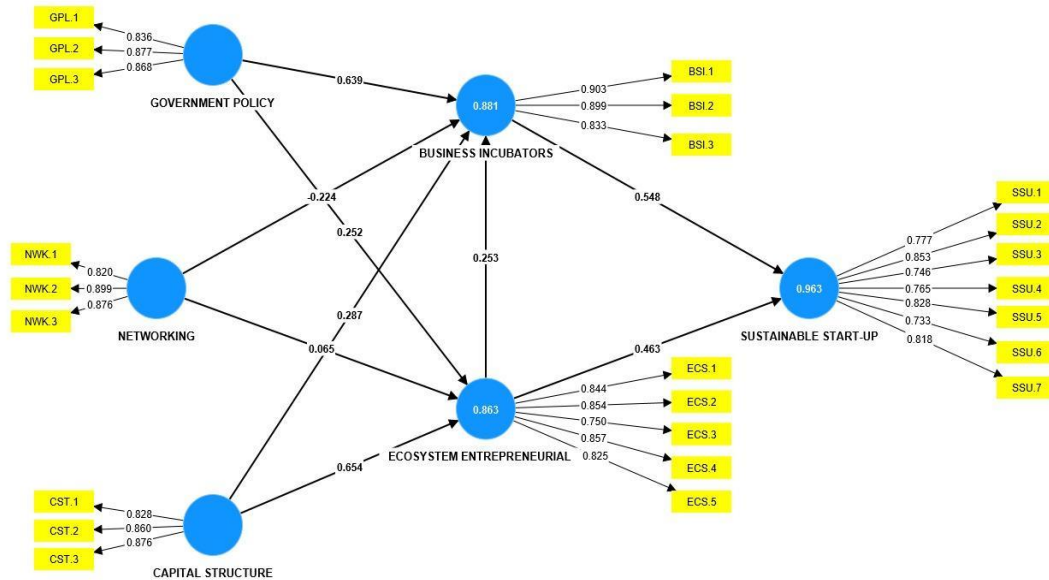 GPL.1
GPL.2
GPL.3
0.836
0.877
0.868
GOVERNMENT POLICY
0.639
0.881
BUSINESS INCUBATORS
0.903
0.899
0.833
BSI.1
BSI.2
BSI.3
-0.224
0.252
0.253
0.548
NWK.1
NWK.2
NWK.3
0.820
0.899
0.876
NETWORKING
0.287
0.065
0.463
0.963
SUSTAINABLE START-UP
0.777
0.853
0.746
0.765
0.828
0.733
0.818
SSU.1
SSU.2
SSU.3
SSU.4
SSU.5
SSU.6
SSU.7
0.863
ECOSYSTEM ENTREPRENEURIAL
0.844
0.854
0.750
0.857
0.825
ECS.1
ECS.2
ECS.3
ECS.4
ECS.5
0.654
CST.1
CST.2
CST.3
0.828
0.860
0.876
CAPITAL STRUCTURE